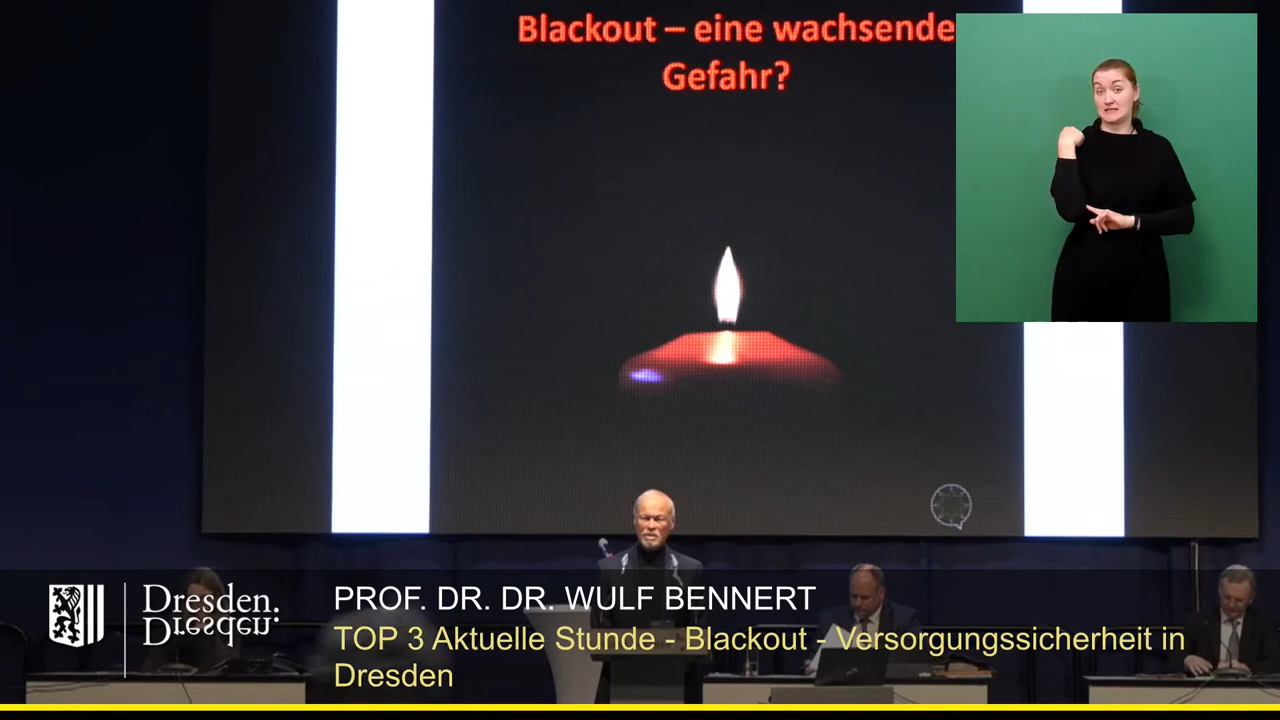 Blackout – eine wachsende
Gefahr?
Dresden.
Dresden.
PROF. DR. DR. WULF BENNERT
TOP 3 Aktuelle Stunde - Blackout - Versorgungssicherheit in
Dresden